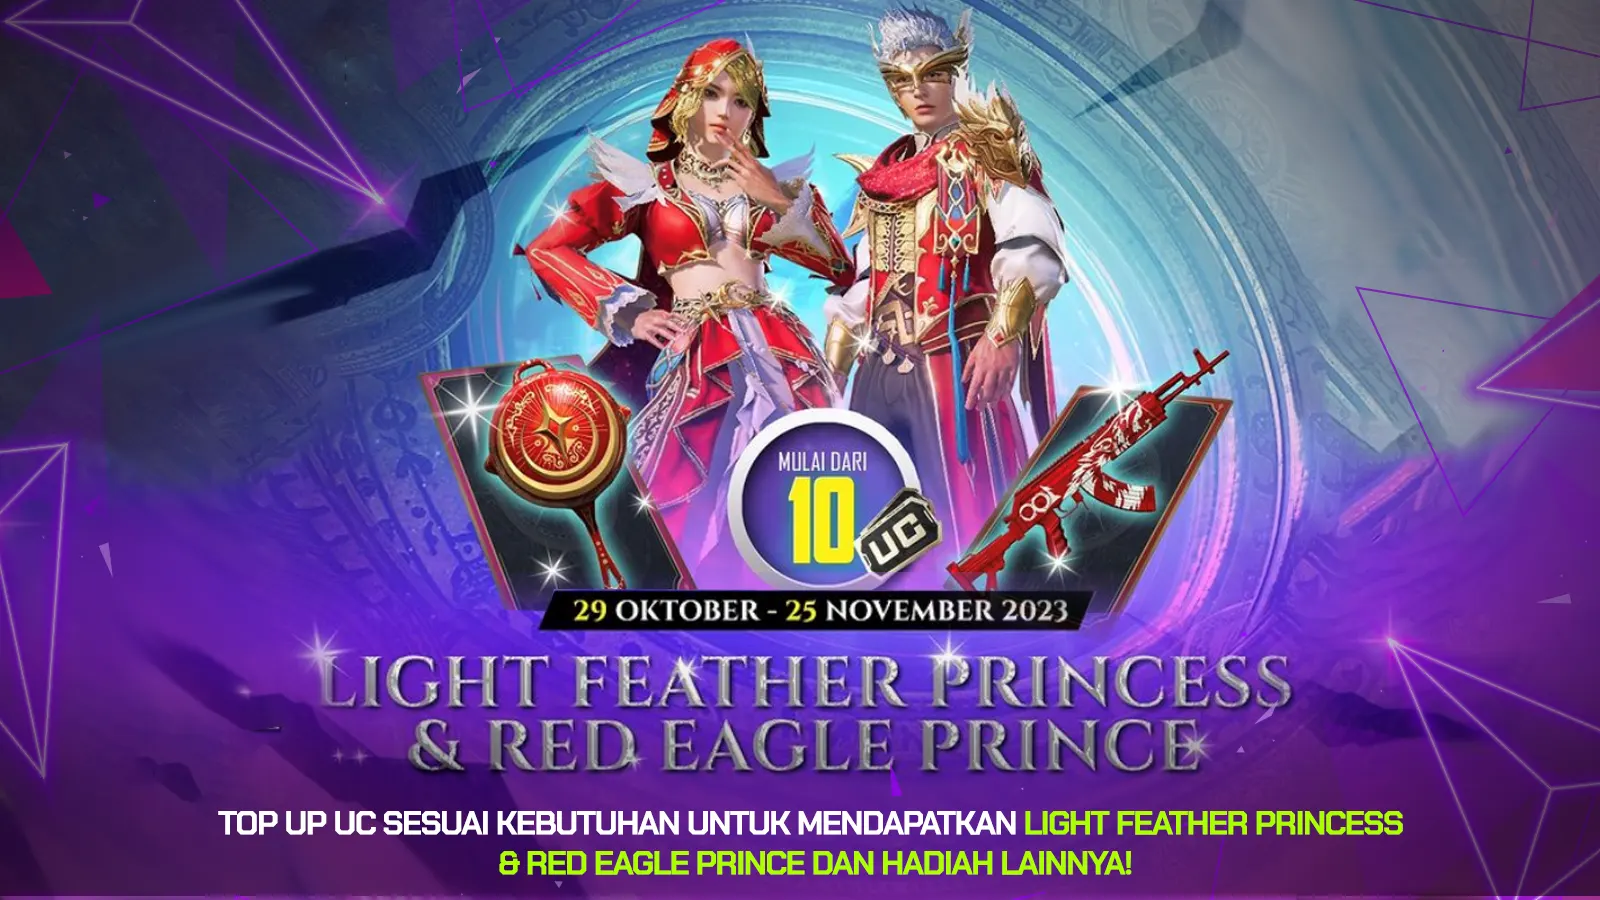 MULAI DARI
10
UC
29 OKTOBER - 25 NOVEMBER 2023
LIGHT FEATHER PRINCESS
& RED EAGLE PRINCE
TOP UP UC SESUAI KEBUTUHAN UNTUK MENDAPATKAN LIGHT FEATHER PRINCESS
& RED EAGLE PRINCE DAN HADIAH LAINNYA!